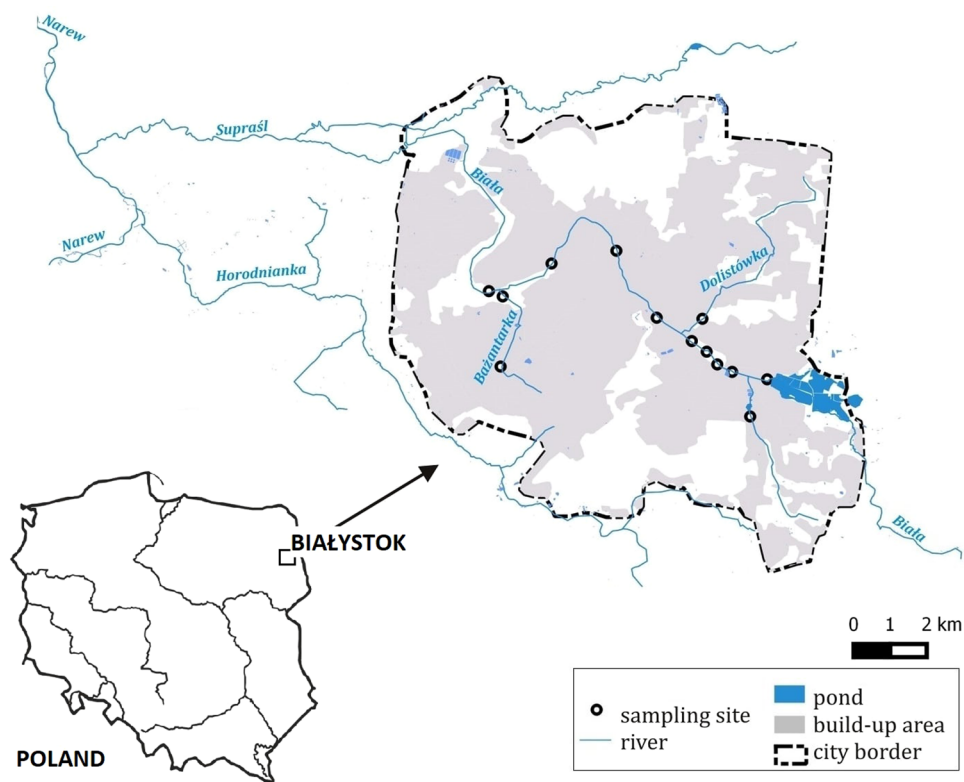 Narew
Supraśl
Biała
Narew
Horodnianka
Dolistówka
Bażantarka
Biała
BIAŁYSTOK
POLAND
0 1 2 km
sampling site
river
pond
build-up area
city border